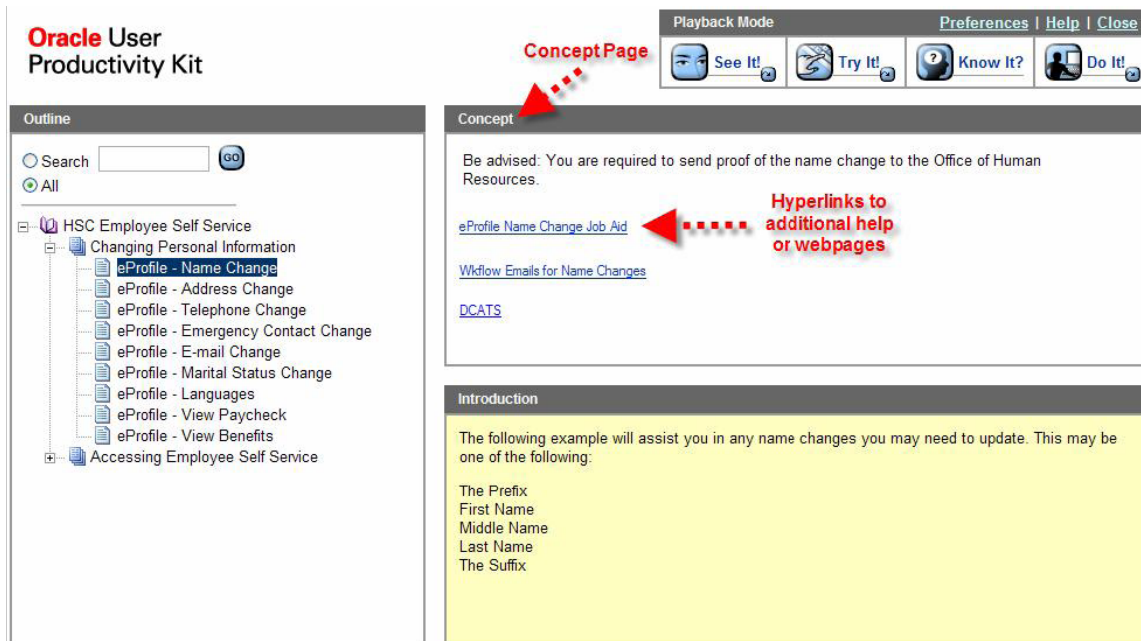 Oracle User
Productivity Kit
Concept Page
Playback Mode
Preferences | Help | Close
See It!
Try It!
Know It?
Do It!
Outline
Search
GO
All
HSC Employee Self Service
Changing Personal Information
eProfile - Name Change
eProfile - Address Change
eProfile - Telephone Change
eProfile - Emergency Contact Change
eProfile - E-mail Change
eProfile - Marital Status Change
eProfile - Languages
eProfile - View Paycheck
eProfile - View Benefits
Accessing Employee Self Service
Concept
Be advised: You are required to send proof of the name change to the Office of Human
Resources.
eProfile Name Change Job Aid
Hyperlinks to
additional help
or webpages
Wkflow Emails for Name Changes
DCATS
Introduction
The following example will assist you in any name changes you may need to update. This may be
one of the following:
The Prefix
First Name
Middle Name
Last Name
The Suffix